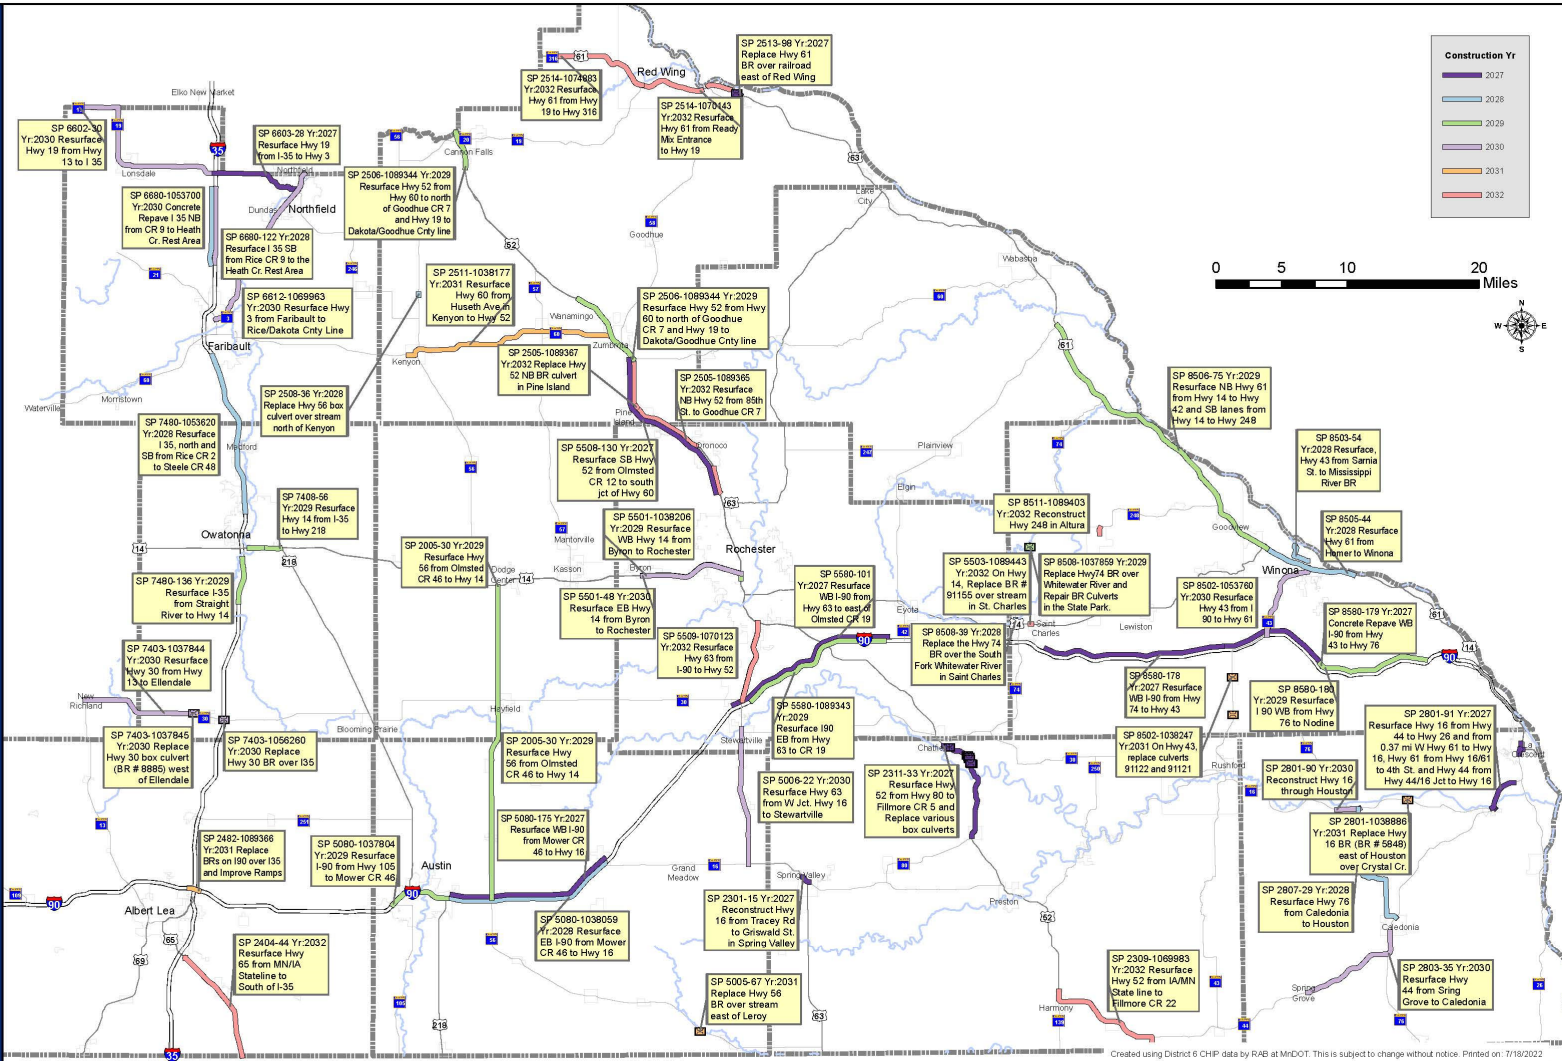 Construction Yr
2027
2028
2029
2030
2031
2032
0 5 10 20
Miles
N
W E
S
SP 2513-98 Yr:2027
Replace Hwy 61
BR over railroad
east of Red Wing
SP 2514-1074883
Yr:2032 Resurface
Hwy 61 from Hwy
19 to Hwy 316
SP 2514-1070143
Yr:2032 Resurface
Hwy 61 from Ready
Mix Entrance
to Hwy 19
SP 6602-30
Yr:2030 Resurface
Hwy 19 from Hwy
13 to I 35
SP 6603-28 Yr:2027
Resurface Hwy 19
from I-35 to Hwy 3
SP 2506-1089344 Yr:2029
Resurface Hwy 52 from
Hwy 60 to north
of Goodhue CR 7
and Hwy 19 to
Dakota/Goodhue Cnty line
SP 6680-1053700
Yr:2030 Concrete
Repave I 35 NB
from CR 9 to Heath
Cr. Rest Area
SP 6680-122 Yr:2028
Resurface I 35 SB
from Rice CR 9 to the
Heath Cr. Rest Area
SP 6612-1069963
Yr:2030 Resurface Hwy
3 from Faribault to
Rice/Dakota Cnty Line
SP 2511-1038177
Yr:2031 Resurface
Hwy 60 from
Huseth Ave in
Kenyon to Hwy 52
SP 2506-1089344 Yr:2029
Resurface Hwy 52 from Hwy
60 to north of Goodhue
CR 7 and Hwy 19 to
Dakota/Goodhue Cnty line
SP 2505-1089367
Yr:2032 Replace Hwy
52 NB BR culvert
in Pine Island
SP 2505-1089365
Yr:2032 Resurface
NB Hwy 52 from 85th
St. to Goodhue CR 7
SP 2508-36 Yr:2028
Replace Hwy 56 box
culvert over stream
north of Kenyon
SP 8506-75 Yr:2029
Resurface NB Hwy 61
from Hwy 14 to Hwy
42 and SB lanes from
Hwy 14 to Hwy 248
SP 7480-1053620
Yr:2028 Resurface
I 35, north and
SB from Rice CR 2
to Steele CR 48
SP 8503-54
Yr:2028 Resurface,
Hwy 43 from Sarnia
St. to Mississippi
River BR
SP 5508-130 Yr:2027
Resurface SB Hwy
52 from Olmsted
CR 12 to south
jct of Hwy 60
SP 7408-56
Yr:2029 Resurface
Hwy 14 from I-35
to Hwy 218
SP 8511-1089403
Yr:2032 Reconstruct
Hwy 248 in Altura
SP 8505-44
Yr:2028 Resurface
Hwy 61 from
Homer to Winona
SP 5501-1038206
Yr:2029 Resurface
WB Hwy 14 from
Byron to Rochester
SP 2005-30 Yr:2029
Resurface Hwy
56 from Olmsted
CR 46 to Hwy 14
SP 5503-1089443
Yr:2032 On Hwy
14, Replace BR #
91155 over stream
in St. Charles
SP 8508-1037859 Yr:2029
Replace Hwy74 BR over
Whitewater River and
Repair BR Culverts
in the State Park.
SP 7480-136 Yr:2029
Resurface I-35
from Straight
River to Hwy 14
SP 5580-101
Yr:2027 Resurface
WB I-90 from
Hwy 63 to east of
Olmsted CR 19
SP 8502-1053760
Yr:2030 Resurface
Hwy 43 from I
90 to Hwy 61
SP 5501-48 Yr:2030
Resurface EB Hwy
14 from Byron
to Rochester
SP 8580-179 Yr:2027
Concrete Repave WB
I-90 from Hwy
43 to Hwy 76
SP 5509-1070123
Yr:2032 Resurface
Hwy 63 from
I-90 to Hwy 52
SP 8508-39 Yr:2028
Replace the Hwy 74
BR over the South
Fork Whitewater River
in Saint Charles
SP 7403-1037844
Yr:2030 Resurface
Hwy 30 from Hwy
13 to Ellendale
SP 8580-178
Yr:2027 Resurface
WB I-90 from Hwy
74 to Hwy 43
SP 8580-180
Yr:2029 Resurface
I 90 WB from Hwy
76 to Nodine
SP 5580-1089343
Yr:2029
Resurface I90
EB from Hwy
63 to CR 19
SP 2801-91 Yr:2027
Resurface Hwy 16 from Hwy
44 to Hwy 26 and from
0.37 mi W Hwy 61 to Hwy
16, Hwy 61 from Hwy 16/61
to 4th St. and Hwy 44 from
Hwy 44/16 Jct to Hwy 16
SP 7403-1037845
Yr:2030 Replace
Hwy 30 box culvert
(BR # 8885) west
of Ellendale
SP 7403-1056260
Yr:2030 Replace
Hwy 30 BR over I35
SP 2005-30 Yr:2029
Resurface Hwy
56 from Olmsted
CR 46 to Hwy 14
SP 8502-1038247
Yr:2031 On Hwy 43,
replace culverts
91122 and 91121
SP 2801-90 Yr:2030
Reconstruct Hwy 16
through Houston
SP 5006-22 Yr:2030
Resurface Hwy 63
from W Jct. Hwy 16
to Stewartville
SP 2311-33 Yr:2027
Resurface Hwy
52 from Hwy 80 to
Fillmore CR 5 and
Replace various
box culverts
SP 5080-175 Yr:2027
Resurface WB I-90
from Mower CR
46 to Hwy 16
SP 2801-1038886
Yr:2031 Replace Hwy
16 BR (BR # 5848)
east of Houston
over Crystal Cr.
SP 2482-1089366
Yr:2031 Replace
BRs on I90 over I35
and Improve Ramps
SP 5080-1037804
Yr:2029 Resurface
I-90 from Hwy 105
to Mower CR 46
SP 2807-29 Yr:2028
Resurface Hwy 76
from Caledonia
to Houston
SP 2301-15 Yr:2027
Reconstruct Hwy
16 from Tracey Rd
to Griswald St.
in Spring Valley
SP 5080-1038059
Yr:2028 Resurface
EB I-90 from Mower
CR 46 to Hwy 16
SP 2404-44 Yr:2032
Resurface Hwy
65 from MN/IA
Stateline to
South of I-35
SP 2309-1069983
Yr:2032 Resurface
Hwy 52 from IA/MN
State line to
Fillmore CR 22
SP 2803-35 Yr:2030
Resurface Hwy
44 from Sring
Grove to Caledonia
SP 5005-67 Yr:2031
Replace Hwy 56
BR over stream
east of Leroy
Elko New Market
Red Wing
Cannon Falls
Lonsdale
Northfield
Dundas
Northfield
Lake
City
Goodhue
Wabasha
Wanamingo
Zumbrota
Faribault
Kenyon
Morristown
Waterville
Pine
Island
Medford
Oronoco
Plainview
Elgin
Goodview
Owatonna
Mantorville
Rochester
Dodge
Center
Kasson
Byron
Winona
Eyota
Saint
Charles
Lewiston
New
Richland
Hayfield
Blooming Prairie
Stewartville
Chatfield
Rushford
La
Crescent
Austin
Grand
Meadow
Spring Valley
Albert Lea
Preston
Caledonia
Spring
Grove
Harmony
Created using District 6 CHIP data by RAB at MnDOT. This is subject to change without notice. Printed on: 7/18/2022